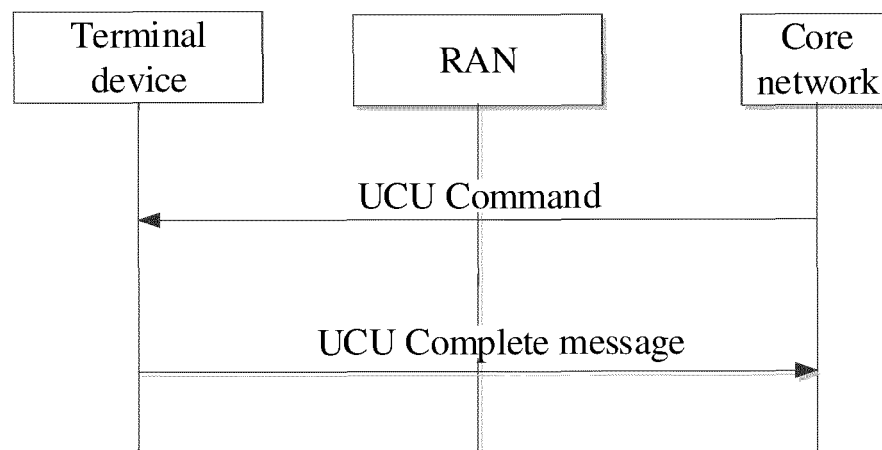 Terminal
device
RAN
Core
network
UCU Command
UCU Complete message